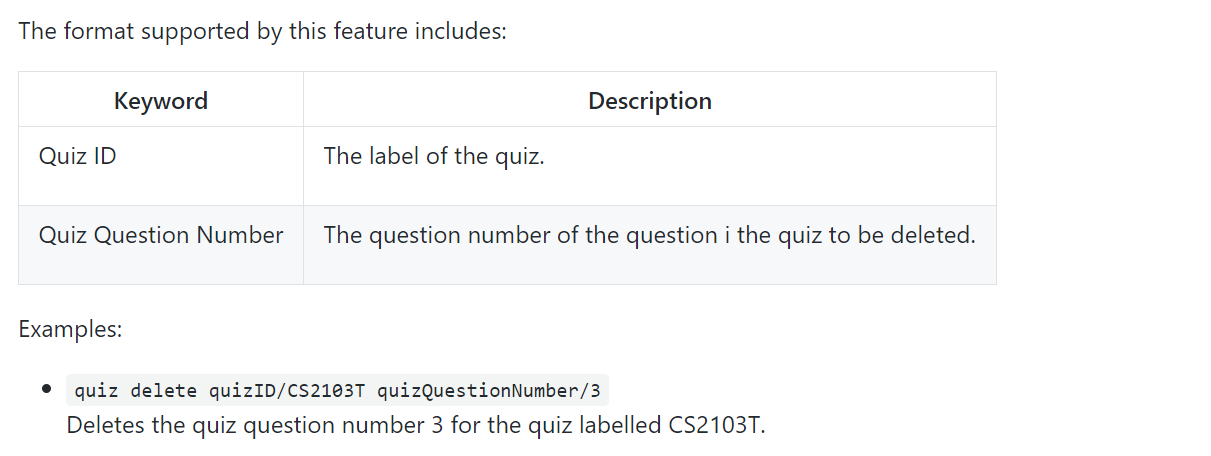 The format supported by this feature includes:
Keyword Description
Quiz ID The label of the quiz.
Quiz Question Number The question number of the question i the quiz to be deleted.
Examples:
quiz delete quizID/CS2103T quizQuestionNumber/3
Deletes the quiz question number 3 for the quiz labelled CS2103T.